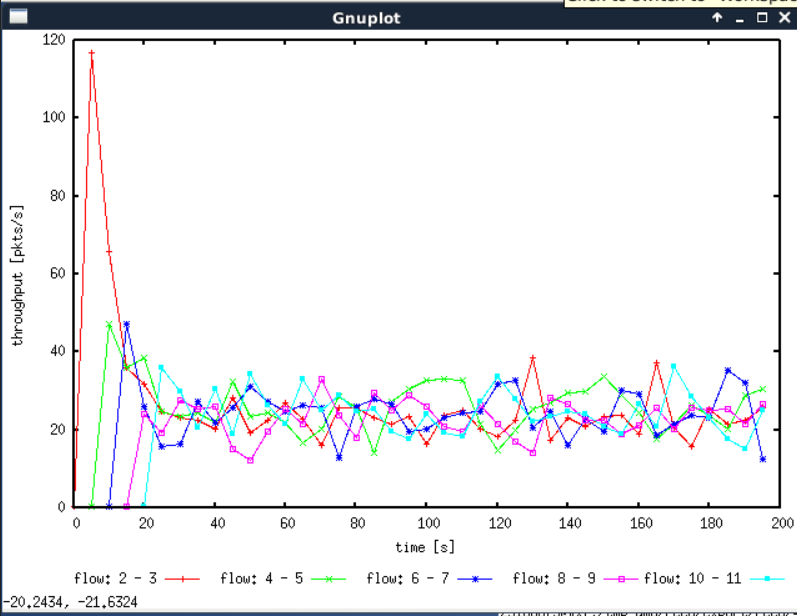 Gnuplot
120
100
80
60
40
20
0
throughput [pkts/s]
0 20 40 60 80 100 120 140 160 180 200
time [s]
flow: 2 - 3 flow: 4 - 5 flow: 6 - 7 flow: 8 - 9 flow: 10 - 11
-20.2434, -21.6324